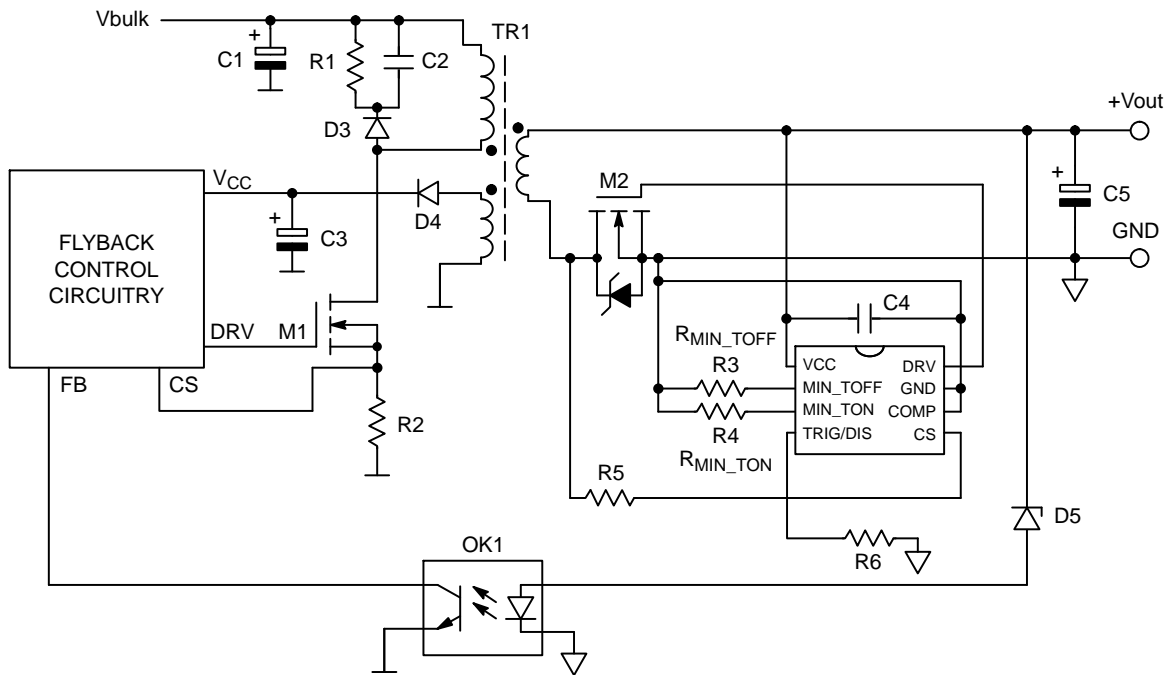 Vbulk
TR1
+
C1
R1
C2
+Vout
D3
M2
+
C5
VCC
D4
GND
+
C3
FLYBACK
CONTROL
CIRCUITRY
C4
DRV
M1
RMIN_TOFF
R3
VCC
DRV
MIN_TOFF
GND
MIN_TON
COMP
TRIG/DIS
CS
FB
CS
R2
R4
RMIN_TON
R5
D5
OK1
R6